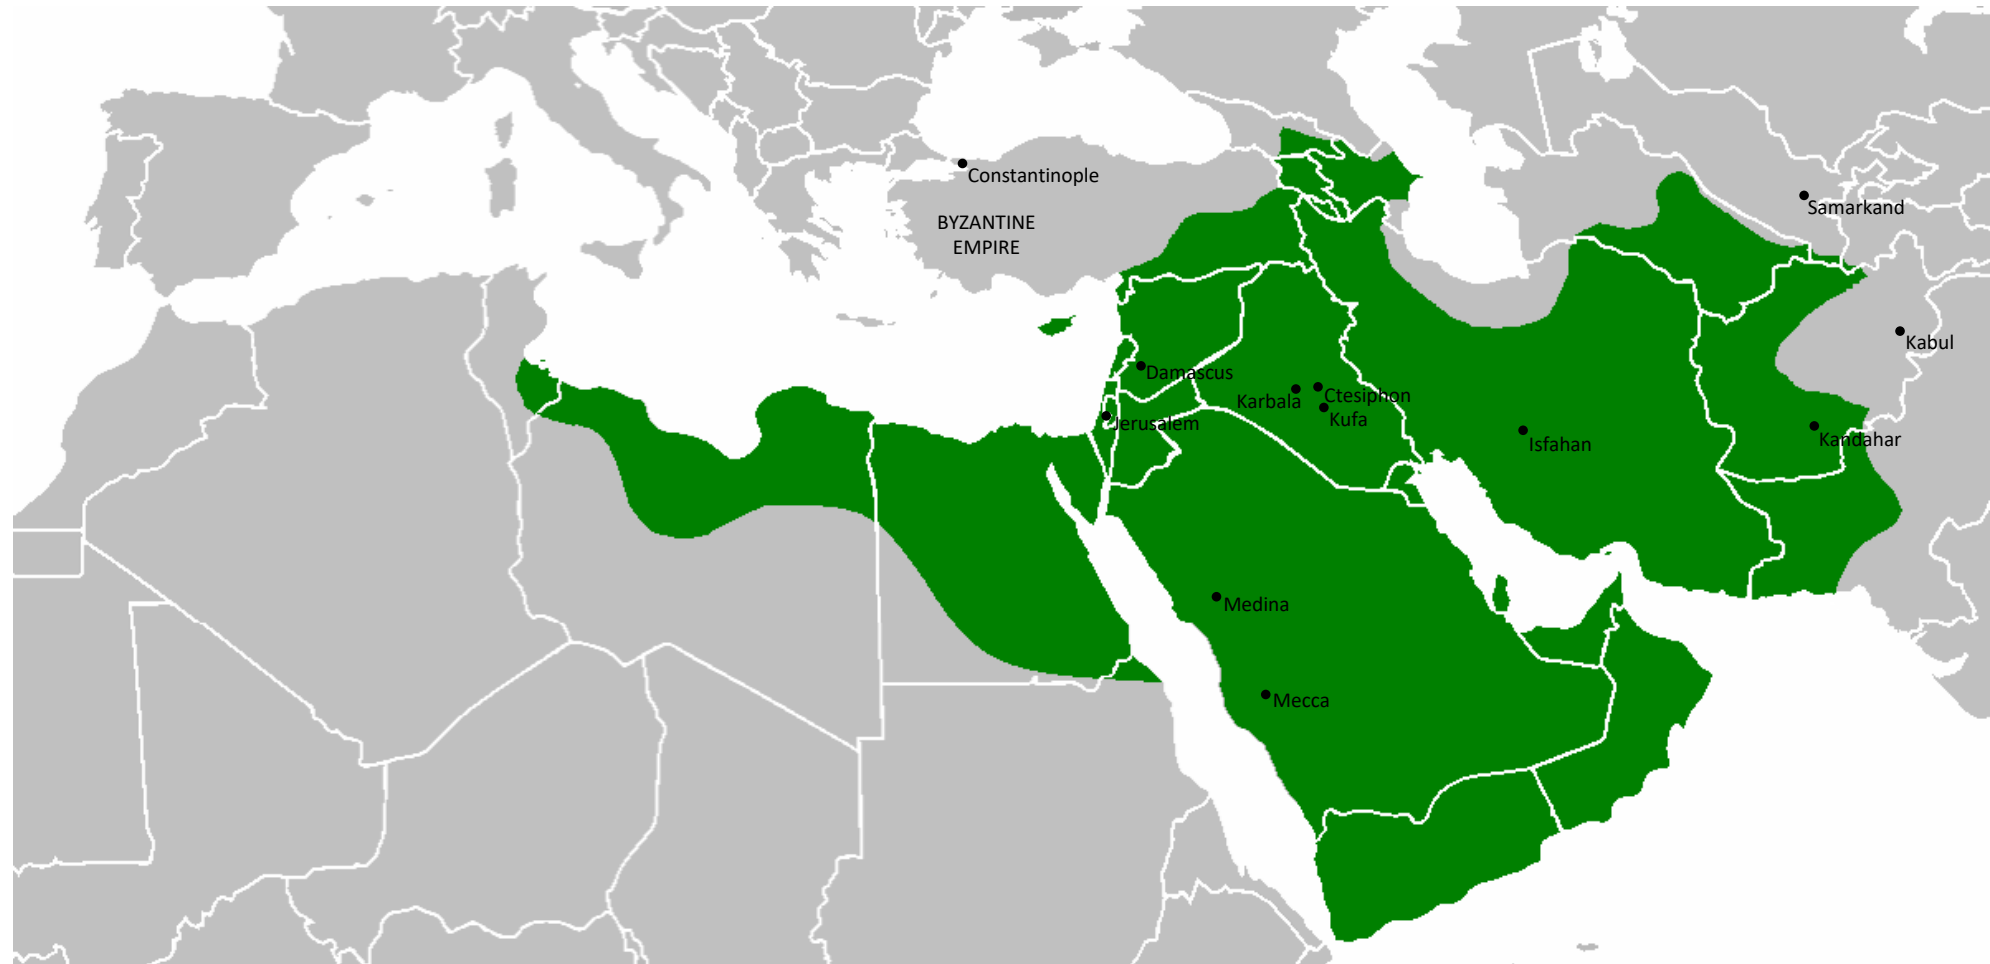 Constantinople
BYZANTINE
EMPIRE
Samarkand
Kabul
Damascus
Karbala
Ctesiphon
Kufa
Jerusalem
Isfahan
Kandahar
Medina
Mecca